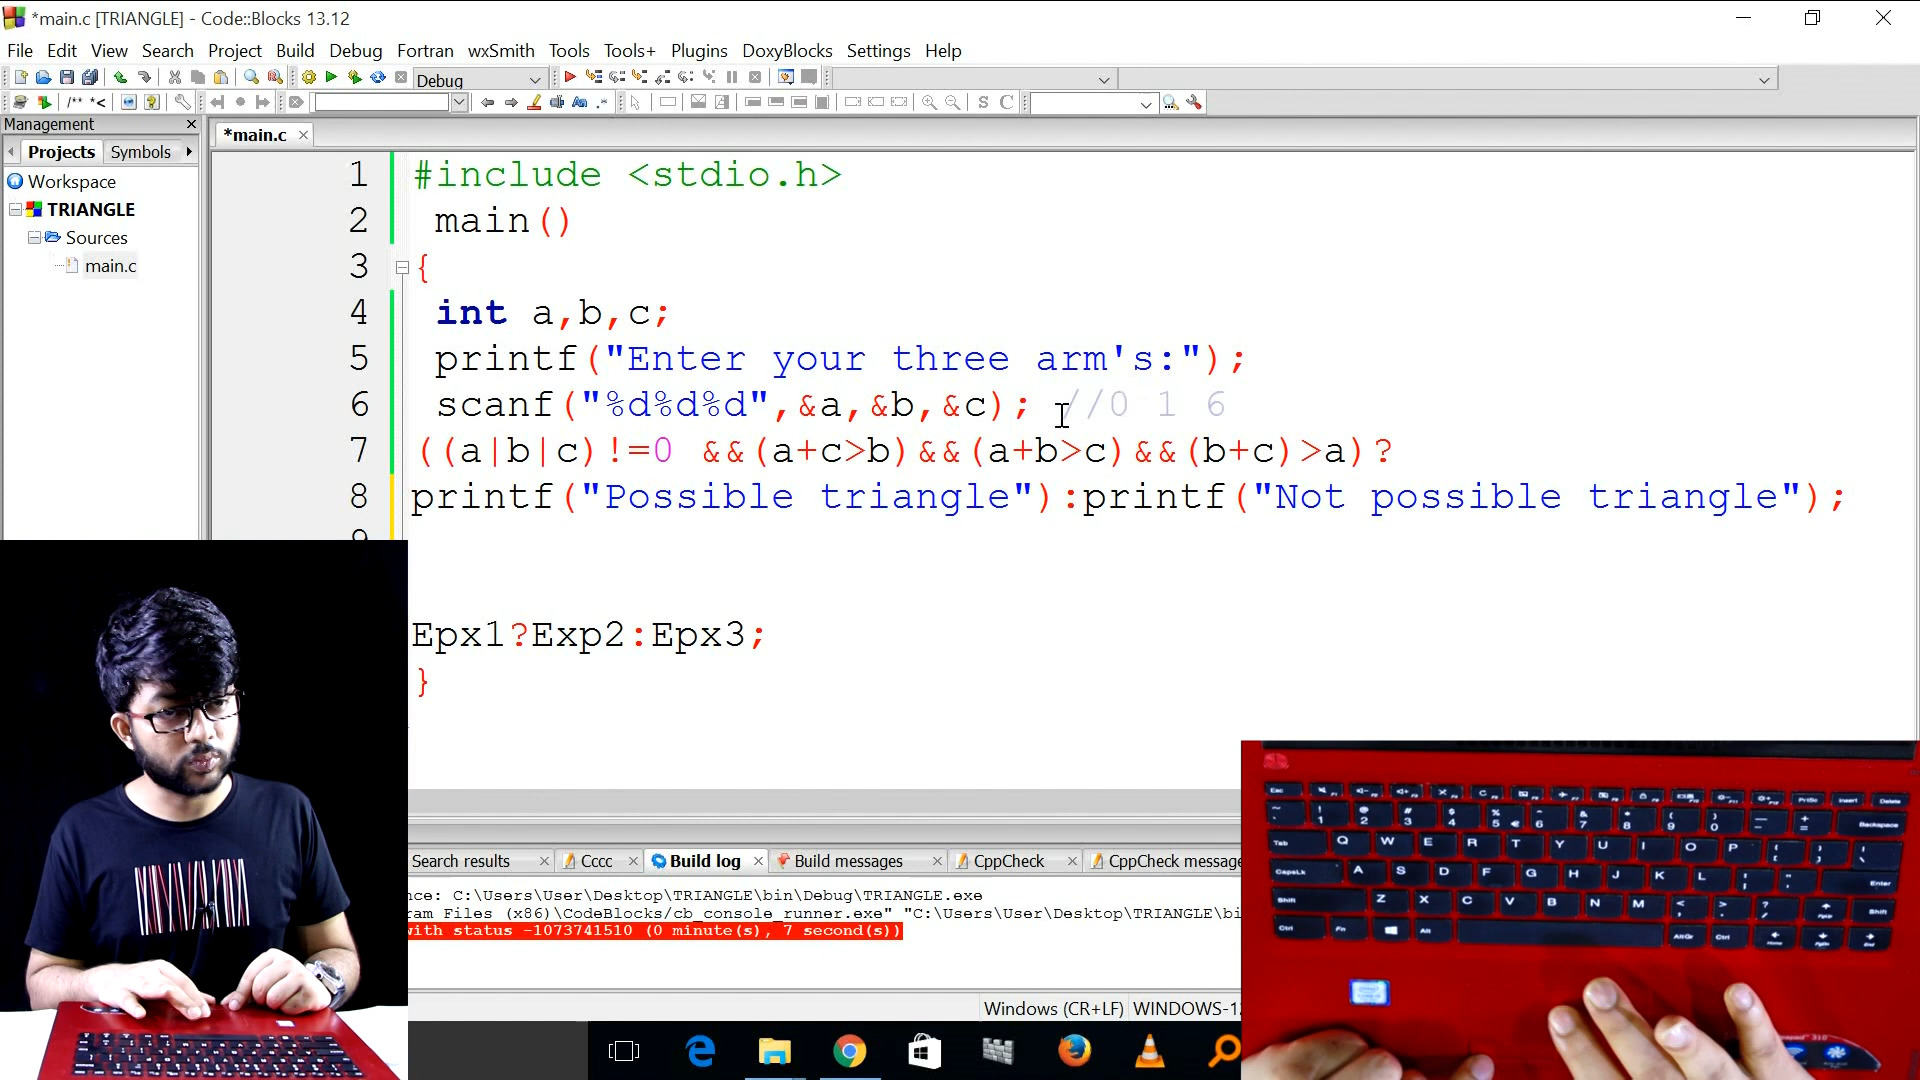 *main.c [TRIANGLE] - Code::Blocks 13.12
File Edit View Search Project Build Debug Fortran wxSmith Tools Tools+ Plugins DoxyBlocks Settings Help
Debug
/** *<
S C
Management
*main.c
Projects Symbols
Workspace
TRIANGLE
Sources
main.c
1 #include <stdio.h>
2 main()
3 {
4 int a,b,c;
5 printf("Enter your three arm's:");
6 scanf("%d%d%d",&a,&b,&c); //0 1 6
7 ((a|b|c)!=0 &&(a+c>b)&&(a+b>c)&&(b+c)>a)?
8 printf("Possible triangle"):printf("Not possible triangle");
9
Epx1?Exp2:Epx3;
}
Search results Cccc Build log Build messages CppCheck CppCheck message
nce: C:\Users\User\Desktop\TRIANGLE\bin\Debug\TRIANGLE.exe
ram Files (x86)\CodeBlocks/cb_console_runner.exe" "C:\Users\User\Desktop\TRIANGLE\bi
with status -1073741510 (0 minute(s), 7 second(s))
Windows (CR+LF) WINDOWS-1